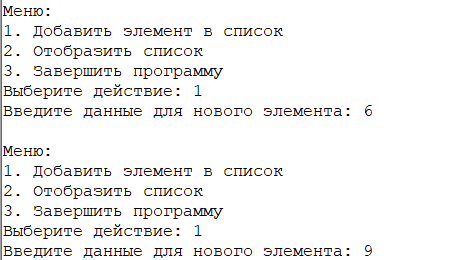 Меню:
1. Добавить элемент в список
2. Отобразить список
3. Завершить программу
Выберите действие: 1
Введите данные для нового элемента: 6
Меню:
1. Добавить элемент в список
2. Отобразить список
3. Завершить программу
Выберите действие: 1
Введите данные для нового элемента: 9